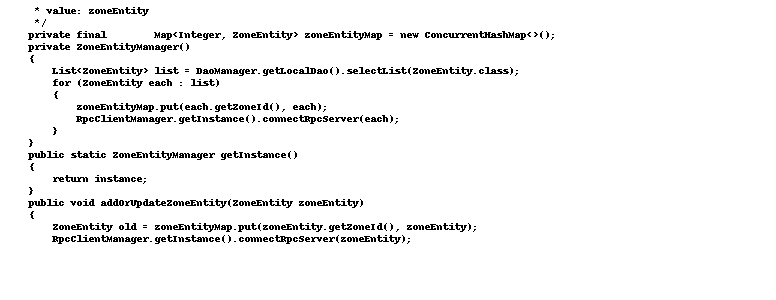 * value: zoneEntity
*/
private final        Map<Integer, ZoneEntity> zoneEntityMap = new ConcurrentHashMap<>();
private ZoneEntityManager()
{
    List<ZoneEntity> list = DaoManager.getLocalDao().selectList(ZoneEntity.class);
    for (ZoneEntity each : list)
    {
        zoneEntityMap.put(each.getZoneId(), each);
        RpcClientManager.getInstance().connectRpcServer(each);
    }
}
public static ZoneEntityManager getInstance()
{
    return instance;
}
public void addOrUpdateZoneEntity(ZoneEntity zoneEntity)
{
    ZoneEntity old = zoneEntityMap.put(zoneEntity.getZoneId(), zoneEntity);
    RpcClientManager.getInstance().connectRpcServer(zoneEntity);